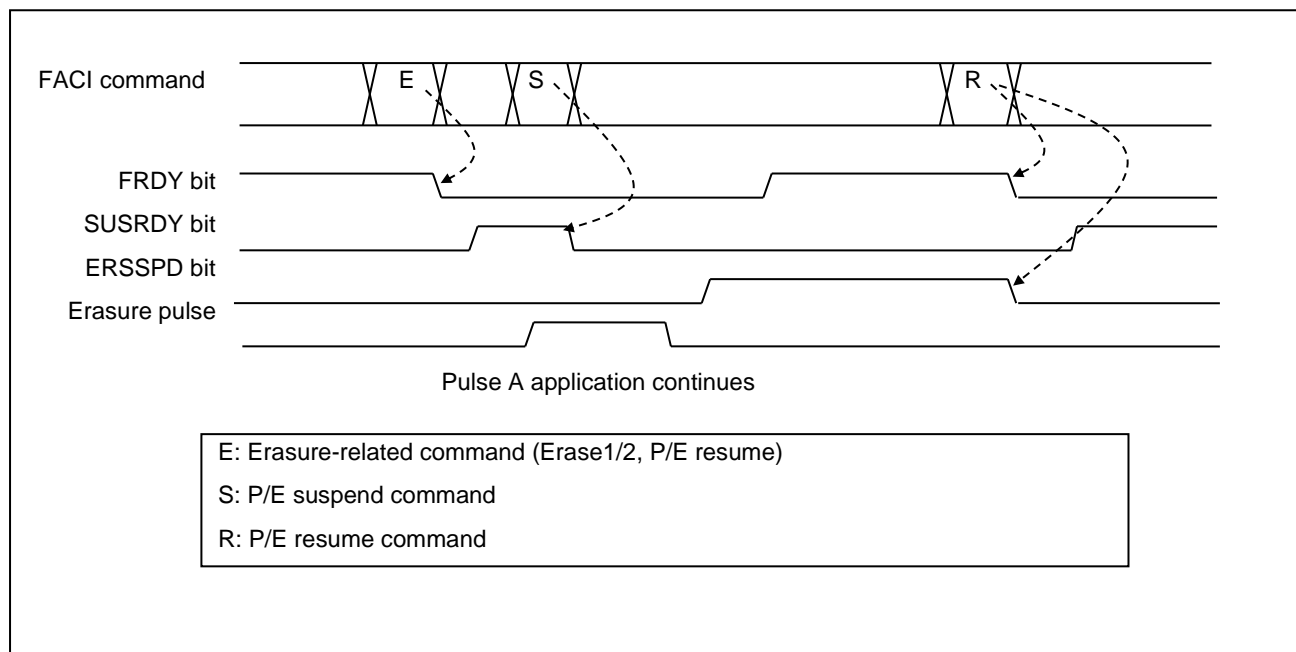 FACI command
E
S
R
FRDY bit
SUSRDY bit
ERSSPD bit
Erasure pulse
Pulse A application continues
E: Erasure-related command (Erase1/2, P/E resume)
S: P/E suspend command
R: P/E resume command